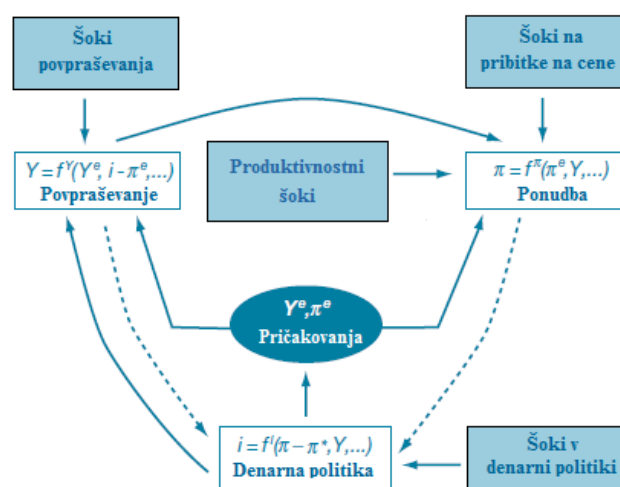 Šoki
povpraševanja
Šoki na
pribitke na cene
Y = f^Y(Y^e, i - π^e,...)
Povpraševanje
Produktivnostni
šoki
π = f^π(π^e,Y,...)
Ponudba
Y^e,π^e
Pričakovanja
i = f^i(π – π*,Y,...)
Denarna politika
Šoki v
denarni politiki